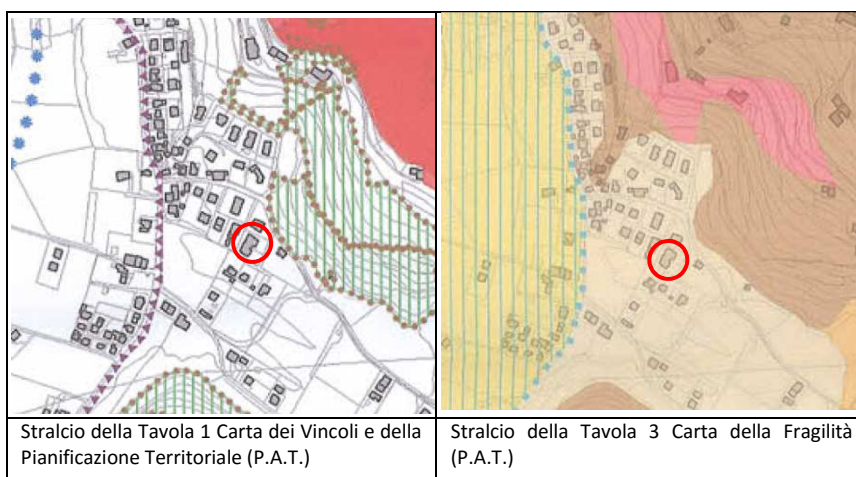 Stralcio della Tavola 1 Carta dei Vincoli e della
Pianificazione Territoriale (P.A.T.)
Stralcio della Tavola 3 Carta della Fragilità
(P.A.T.)